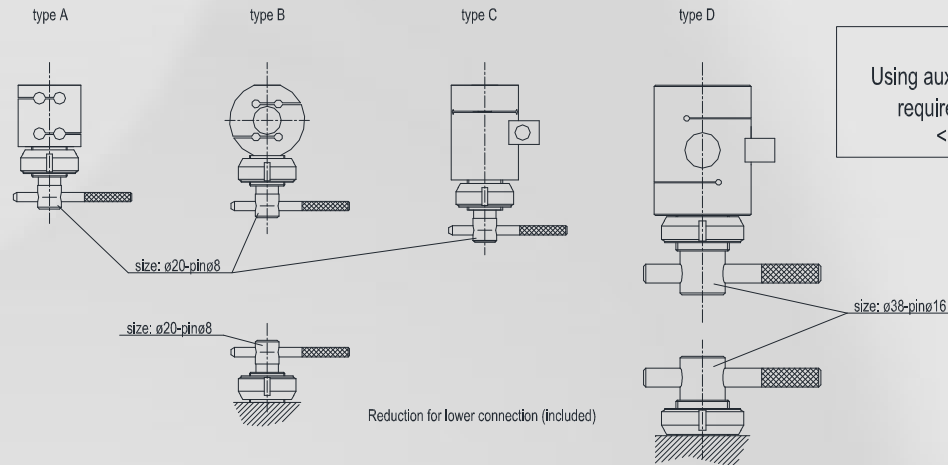 type A
type B
type C
type D
Using
require
<
size: ø20-pinø8
size: ø38-pinø16
size: ø20-pinø8
Reduction for lower connection (included)